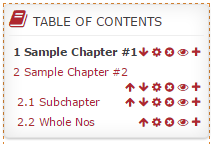 TABLE OF CONTENTS
1 Sample Chapter #1
2 Sample Chapter #2
2.1 Subchapter
2.2 Whole Nos